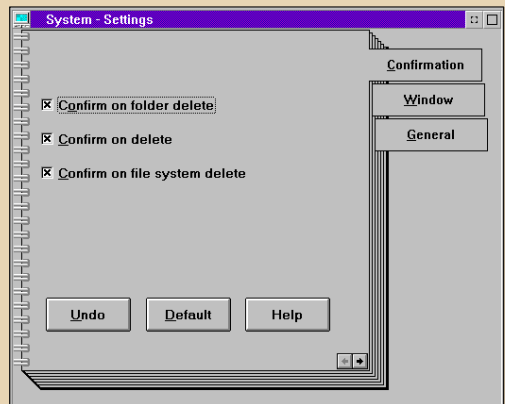 System - Settings
Confirmation
Window
General
Confirm on folder delete
Confirm on delete
Confirm on file system delete
Undo
Default
Help